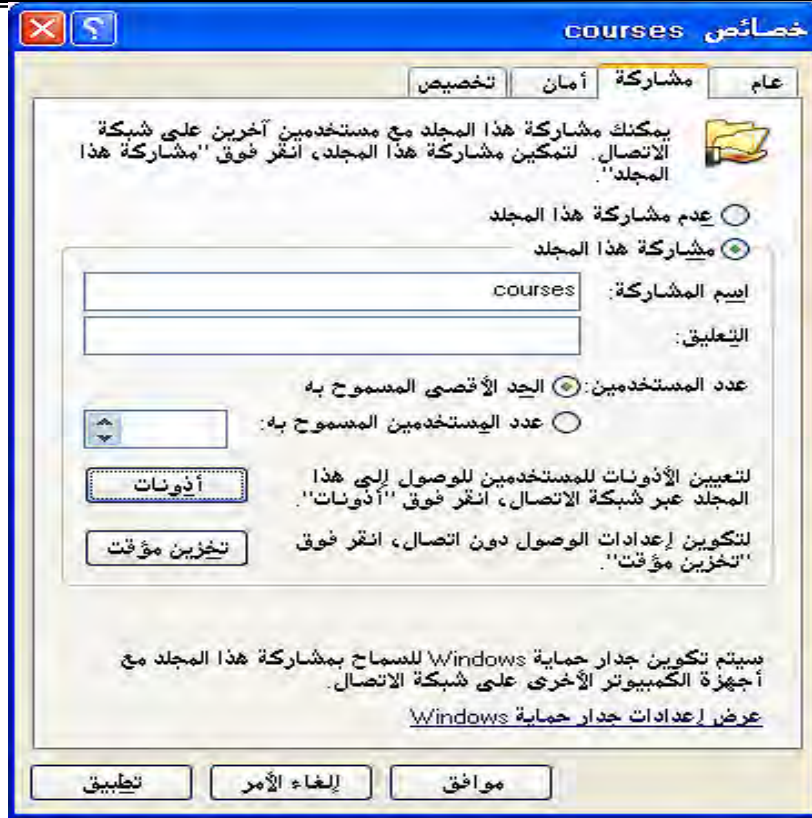 خصائص courses
عام
مشاركة
أمان
تخصيص
يمكنك مشاركة هذا المجلد مع مستخدمين آخرين على شبكة
الاتصال. لتمكين مشاركة هذا المجلد، انقر فوق "مشاركة هذا
المجلد".
عدم مشاركة هذا المجلد
مشاركة هذا المجلد
اسم المشاركة: courses
التعليق:
عدد المستخدمين: الحد الأقصى المسموح به
عدد المستخدمين المسموح به:
لتعيين الأذونات للمستخدمين للوصول إلى هذا
المجلد عبر شبكة الاتصال، انقر فوق "أذونات".
أذونات
لتكوين إعدادات الوصول دون اتصال، انقر فوق
"تخزين مؤقت".
تخزين مؤقت
سيتم تكوين جدار حماية Windows للسماح بمشاركة هذا المجلد مع
أجهزة الكمبيوتر الأخرى على شبكة الاتصال.
عرض إعدادات جدار حماية Windows
موافق
إلغاء الأمر
تطبيق